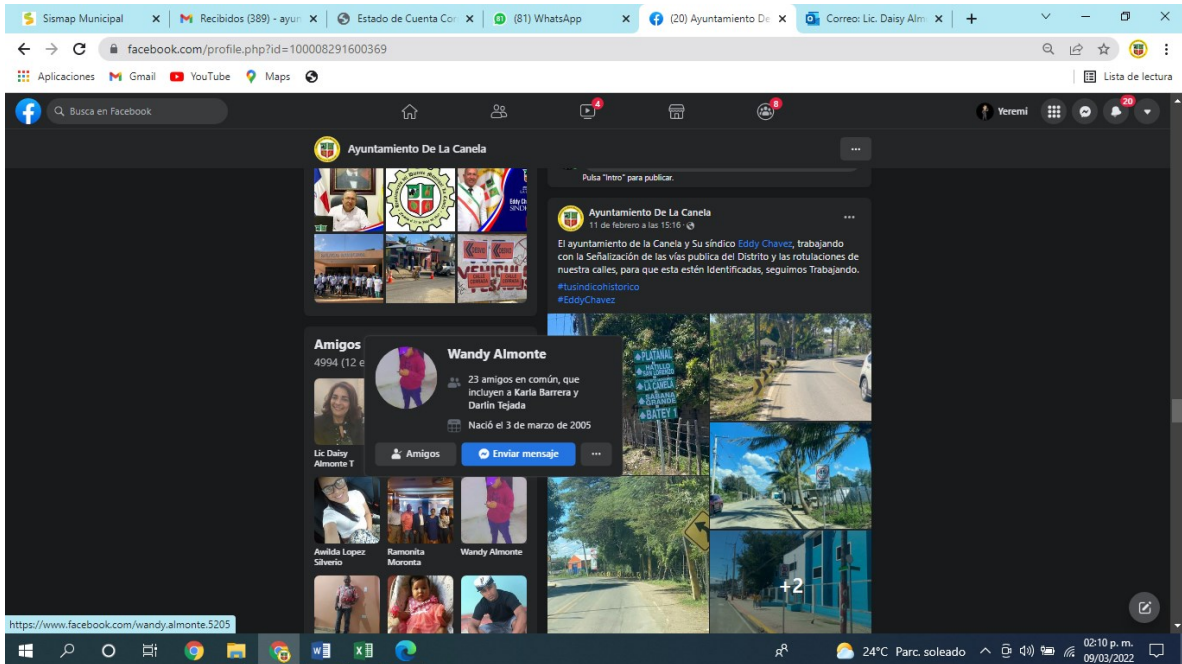 Sismap Municipal
Recibidos (389) - ayun
Estado de Cuenta Cor
(81) WhatsApp
(20) Ayuntamiento De
Correo: Lic. Daisy Alm
facebook.com/profile.php?id=100008291600369
Aplicaciones
Gmail
YouTube
Maps
Lista de lectura
Busca en Facebook
4
8
Yeremi
20
Ayuntamiento De La Canela
Pulsa "Intro" para publicar.
Ayuntamiento De La Canela
11 de febrero a las 15:16
El ayuntamiento de la Canela y Su síndico Eddy Chavez, trabajando
con la Señalización de las vías publica del Distrito y las rotulaciones de
nuestra calles, para que esta estén Identificadas, seguimos Trabajando.
#tusindicohistorico
#EddyChavez
Amigos
4994 (12 e
Wandy Almonte
23 amigos en común, que
incluyen a Karla Barrera y
Darlin Tejada
Nació el 3 de marzo de 2005
Amigos
Enviar mensaje
Lic Daisy
Almonte T
Awilda Lopez
Silverio
Ramonita
Moronta
Wandy Almonte
PLATANAL
HATILLO
SAN LORENZO
LA CANELA
SABANA
GRANDE
BATEY 1
+2
https://www.facebook.com/wandy.almonte.5205
24°C Parc. soleado
02:10 p. m.
09/03/2022